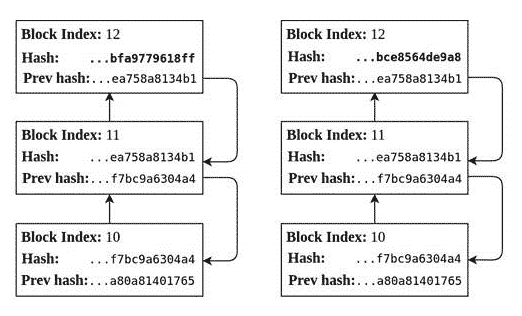 Block Index: 12
Hash: ...bfa9779618ff
Prev hash:...ea758a8134b1
Block Index: 11
Hash: ...ea758a8134b1
Prev hash:...f7bc9a6304a4
Block Index: 10
Hash: ...f7bc9a6304a4
Prev hash:...a80a81401765
Block Index: 12
Hash: ...bce8564de9a8
Prev hash:...ea758a8134b1
Block Index: 11
Hash: ...ea758a8134b1
Prev hash:...f7bc9a6304a4
Block Index: 10
Hash: ...f7bc9a6304a4
Prev hash:...a80a81401765